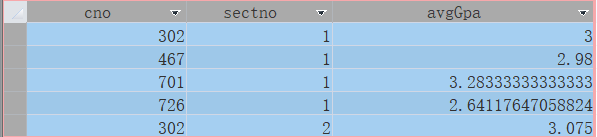 cno sectno avgGpa
302 1 3
467 1 2.98
701 1 3.28333333333333
726 1 2.64117647058824
302 2 3.075